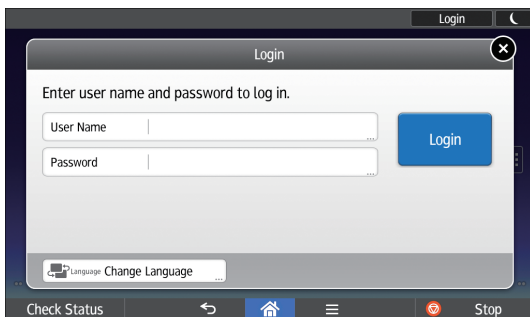 Login
Login
Enter user name and password to log in.
User Name
...
Login
Password
...
Language Change Language
...
Check Status
Stop